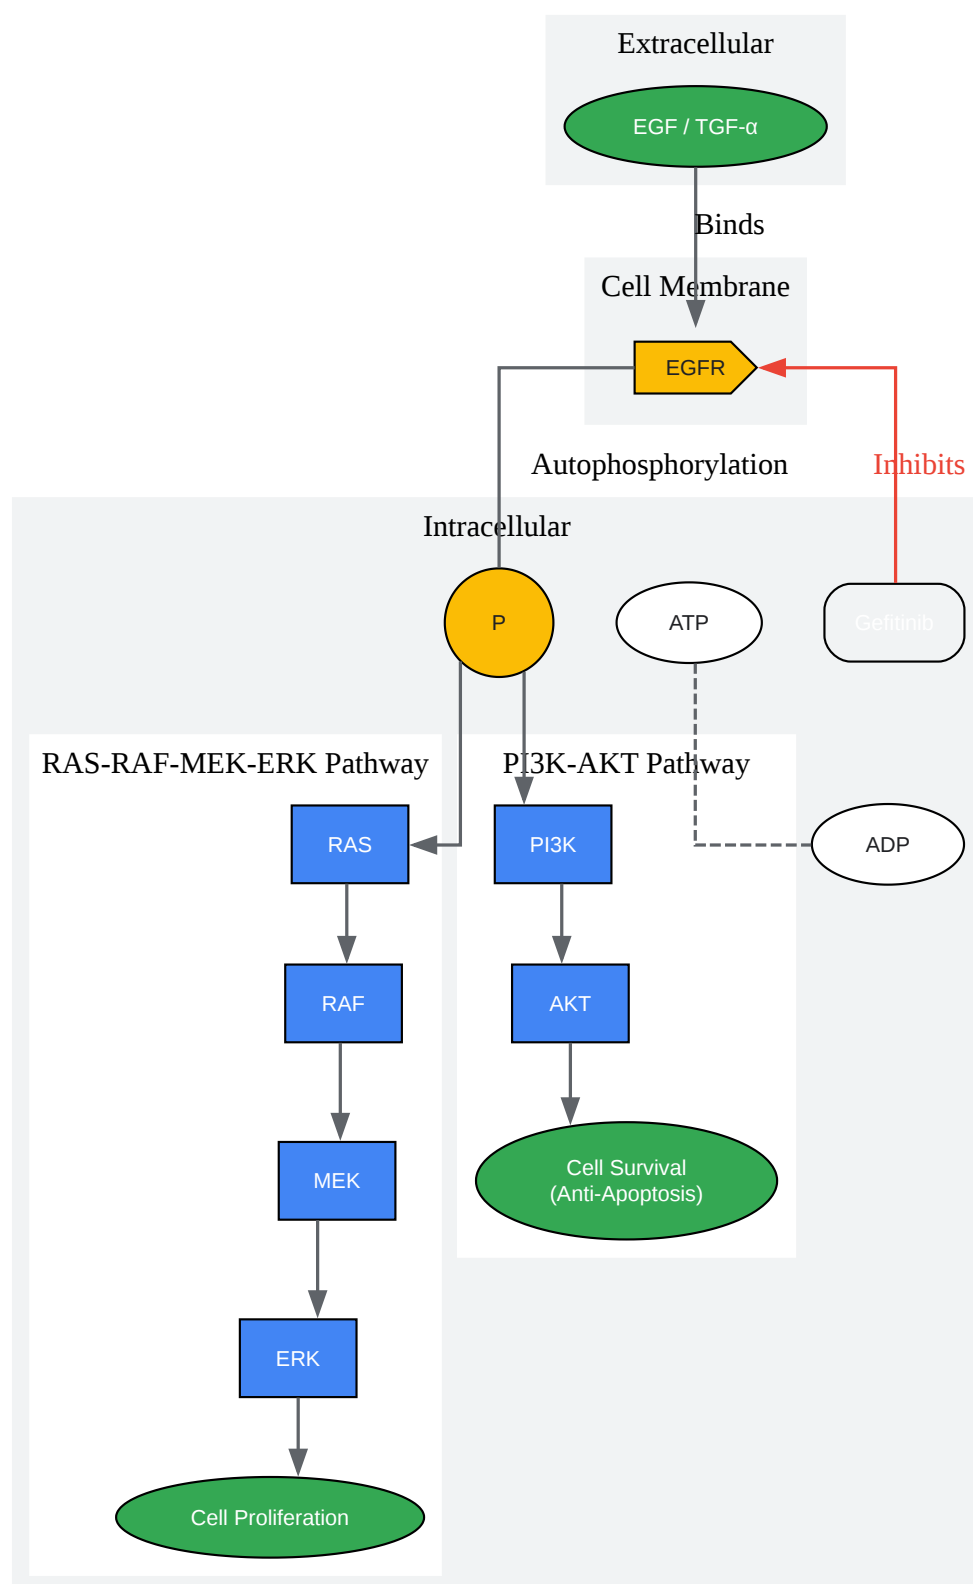 Extracellular
EGF / TGF-α
Binds
Cell Membrane
EGFR
Autophosphorylation
Inhibits
Intracellular
P
ATP
Gefitinib
RAS-RAF-MEK-ERK Pathway
PI3K-AKT Pathway
RAS
PI3K
ADP
RAF
AKT
MEK
Cell Survival
(Anti-Apoptosis)
ERK
Cell Proliferation